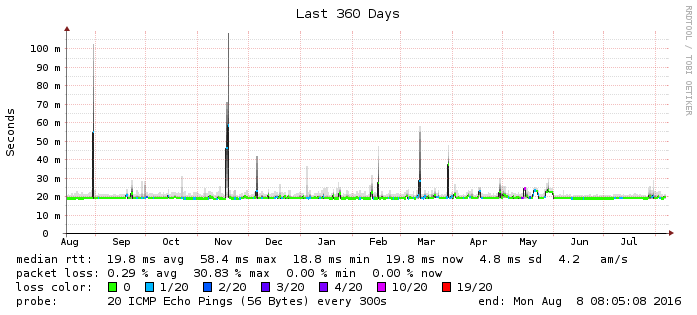 Last 360 Days
RRDTOOL / TOBI OETIKER
Seconds
100 m
90 m
80 m
70 m
60 m
50 m
40 m
30 m
20 m
10 m
0
Aug Sep Oct Nov Dec Jan Feb Mar Apr May Jun Jul
median rtt: 19.8 ms avg 58.4 ms max 18.8 ms min 19.8 ms now 4.8 ms sd 4.2 am/s
packet loss: 0.29 % avg 30.83 % max 0.00 % min 0.00 % now
loss color: 0 1/20 2/20 3/20 4/20 10/20 19/20
probe: 20 ICMP Echo Pings (56 Bytes) every 300s end: Mon Aug 8 08:05:08 2016